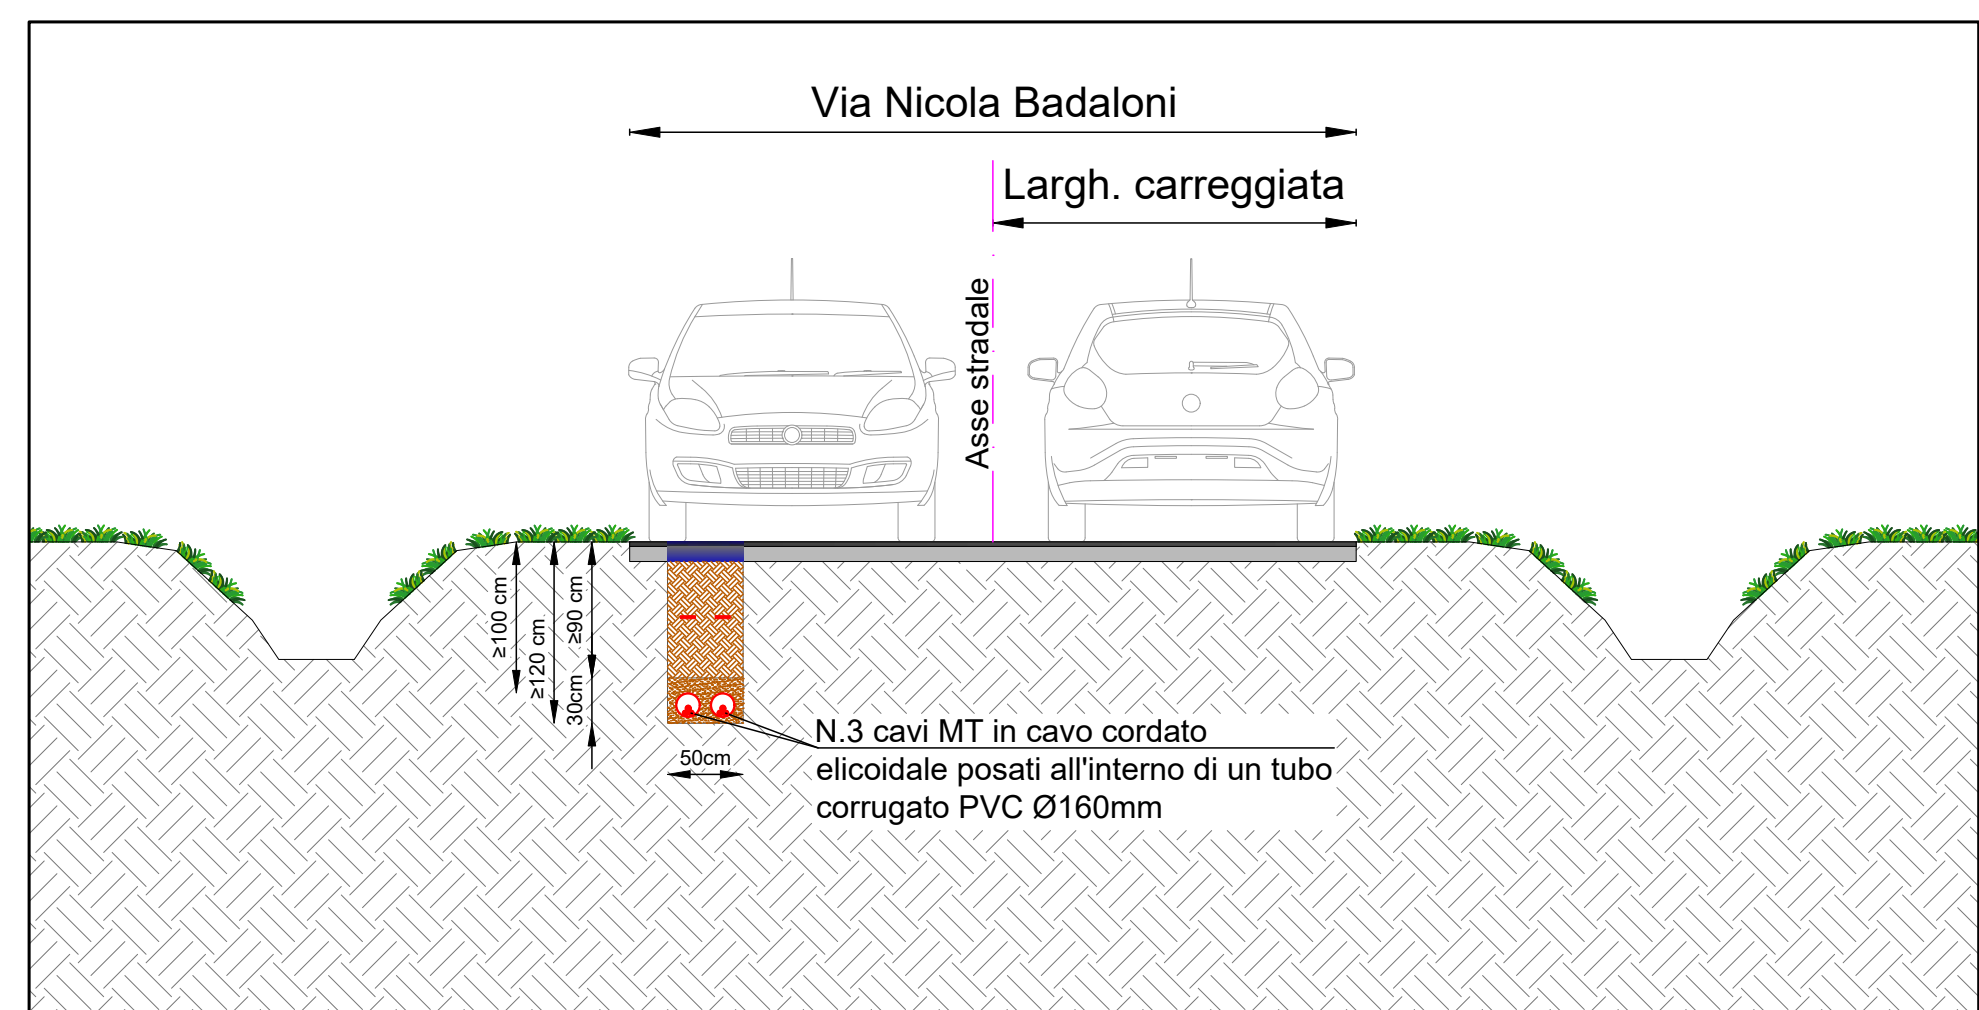 Via Nicola Badaloni
Largh. carreggiata
Asse stradale
≥100 cm
≥120 cm
≥90 cm
30cm
50cm
N.3 cavi MT in cavo cordato
elicoidale posati all'interno di un tubo
corrugato PVC Ø160mm